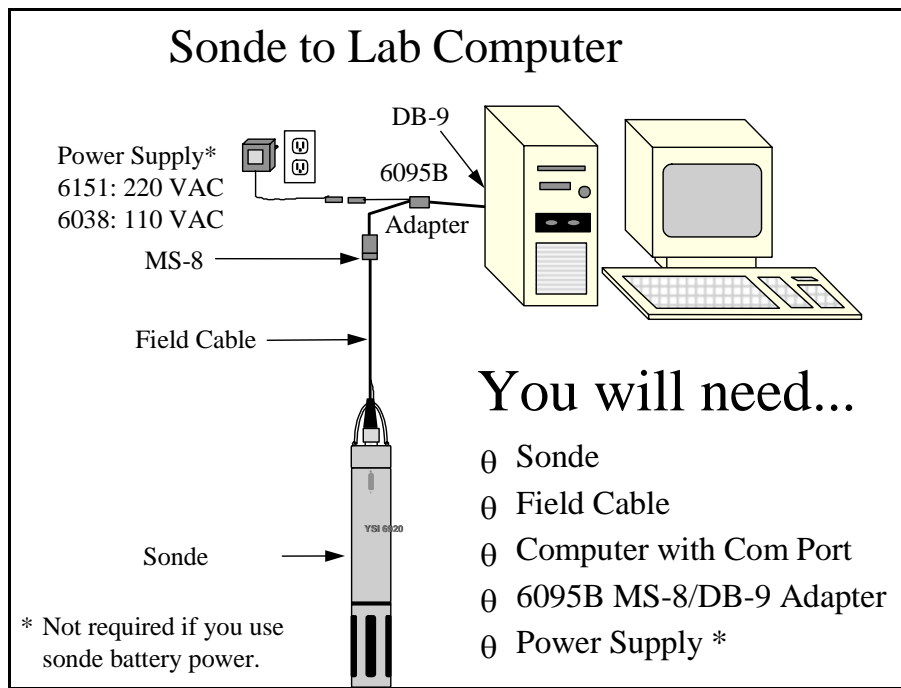 Sonde to Lab Computer
DB-9
Power Supply*
6151: 220 VAC
6038: 110 VAC
6095B
Adapter
MS-8
Field Cable
YSI 6920
Sonde
* Not required if you use
sonde battery power.
You will need...
θ Sonde
θ Field Cable
θ Computer with Com Port
θ 6095B MS-8/DB-9 Adapter
θ Power Supply *